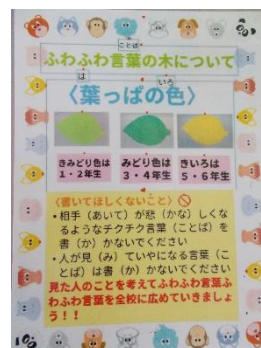 ことば
ふわふわ言葉の木について
は いろ
〈葉っぱの色〉
きみどり色は みどり色は きいろは
1・2年生 3・4年生 5・6年生
〈書いてほしくないこと〉🚫
・相手（あいて）が悲（かな）しくな
るようなチクチク言葉（ことば）を
書（か）かないでください
・人が見（み）ていやになる言葉（こ
とば）は書（か）かないでください
見た人のことを考えてふわふわ言葉ふ
わふわ言葉を全校に広めていきましょ
う！！